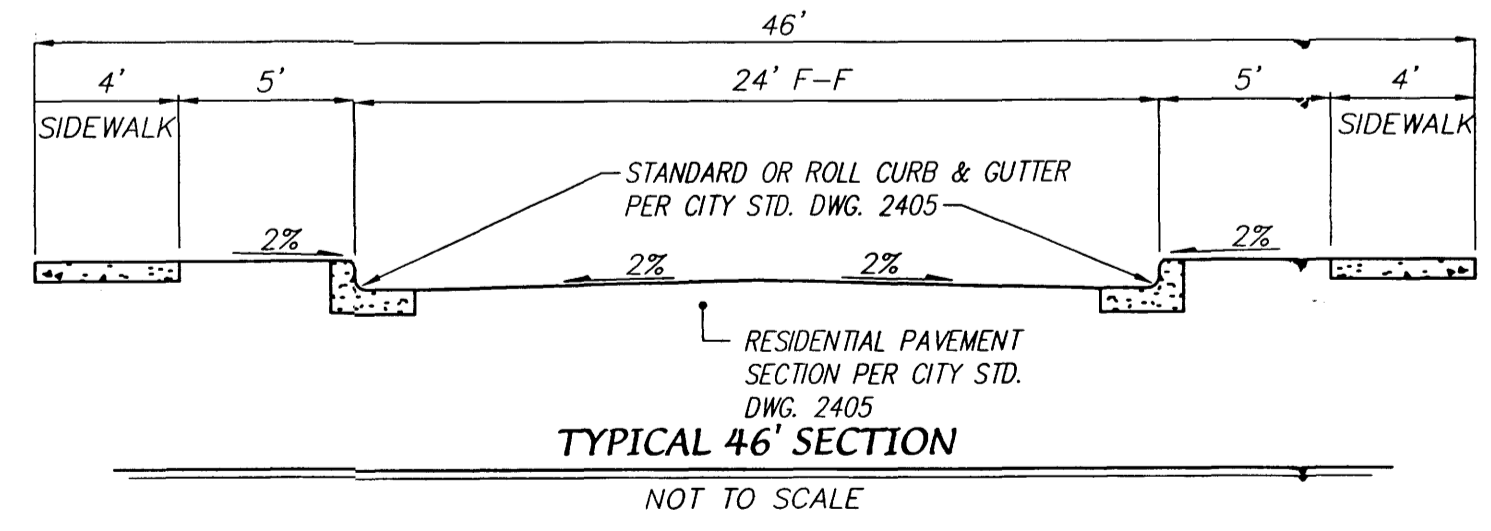 46'
4' 5' 24' F-F 5' 4'
SIDEWALK SIDEWALK
STANDARD OR ROLL CURB & GUTTER
PER CITY STD. DWG. 2405
2% 2% 2% 2%
RESIDENTIAL PAVEMENT
SECTION PER CITY STD.
DWG. 2405
TYPICAL 46' SECTION
NOT TO SCALE